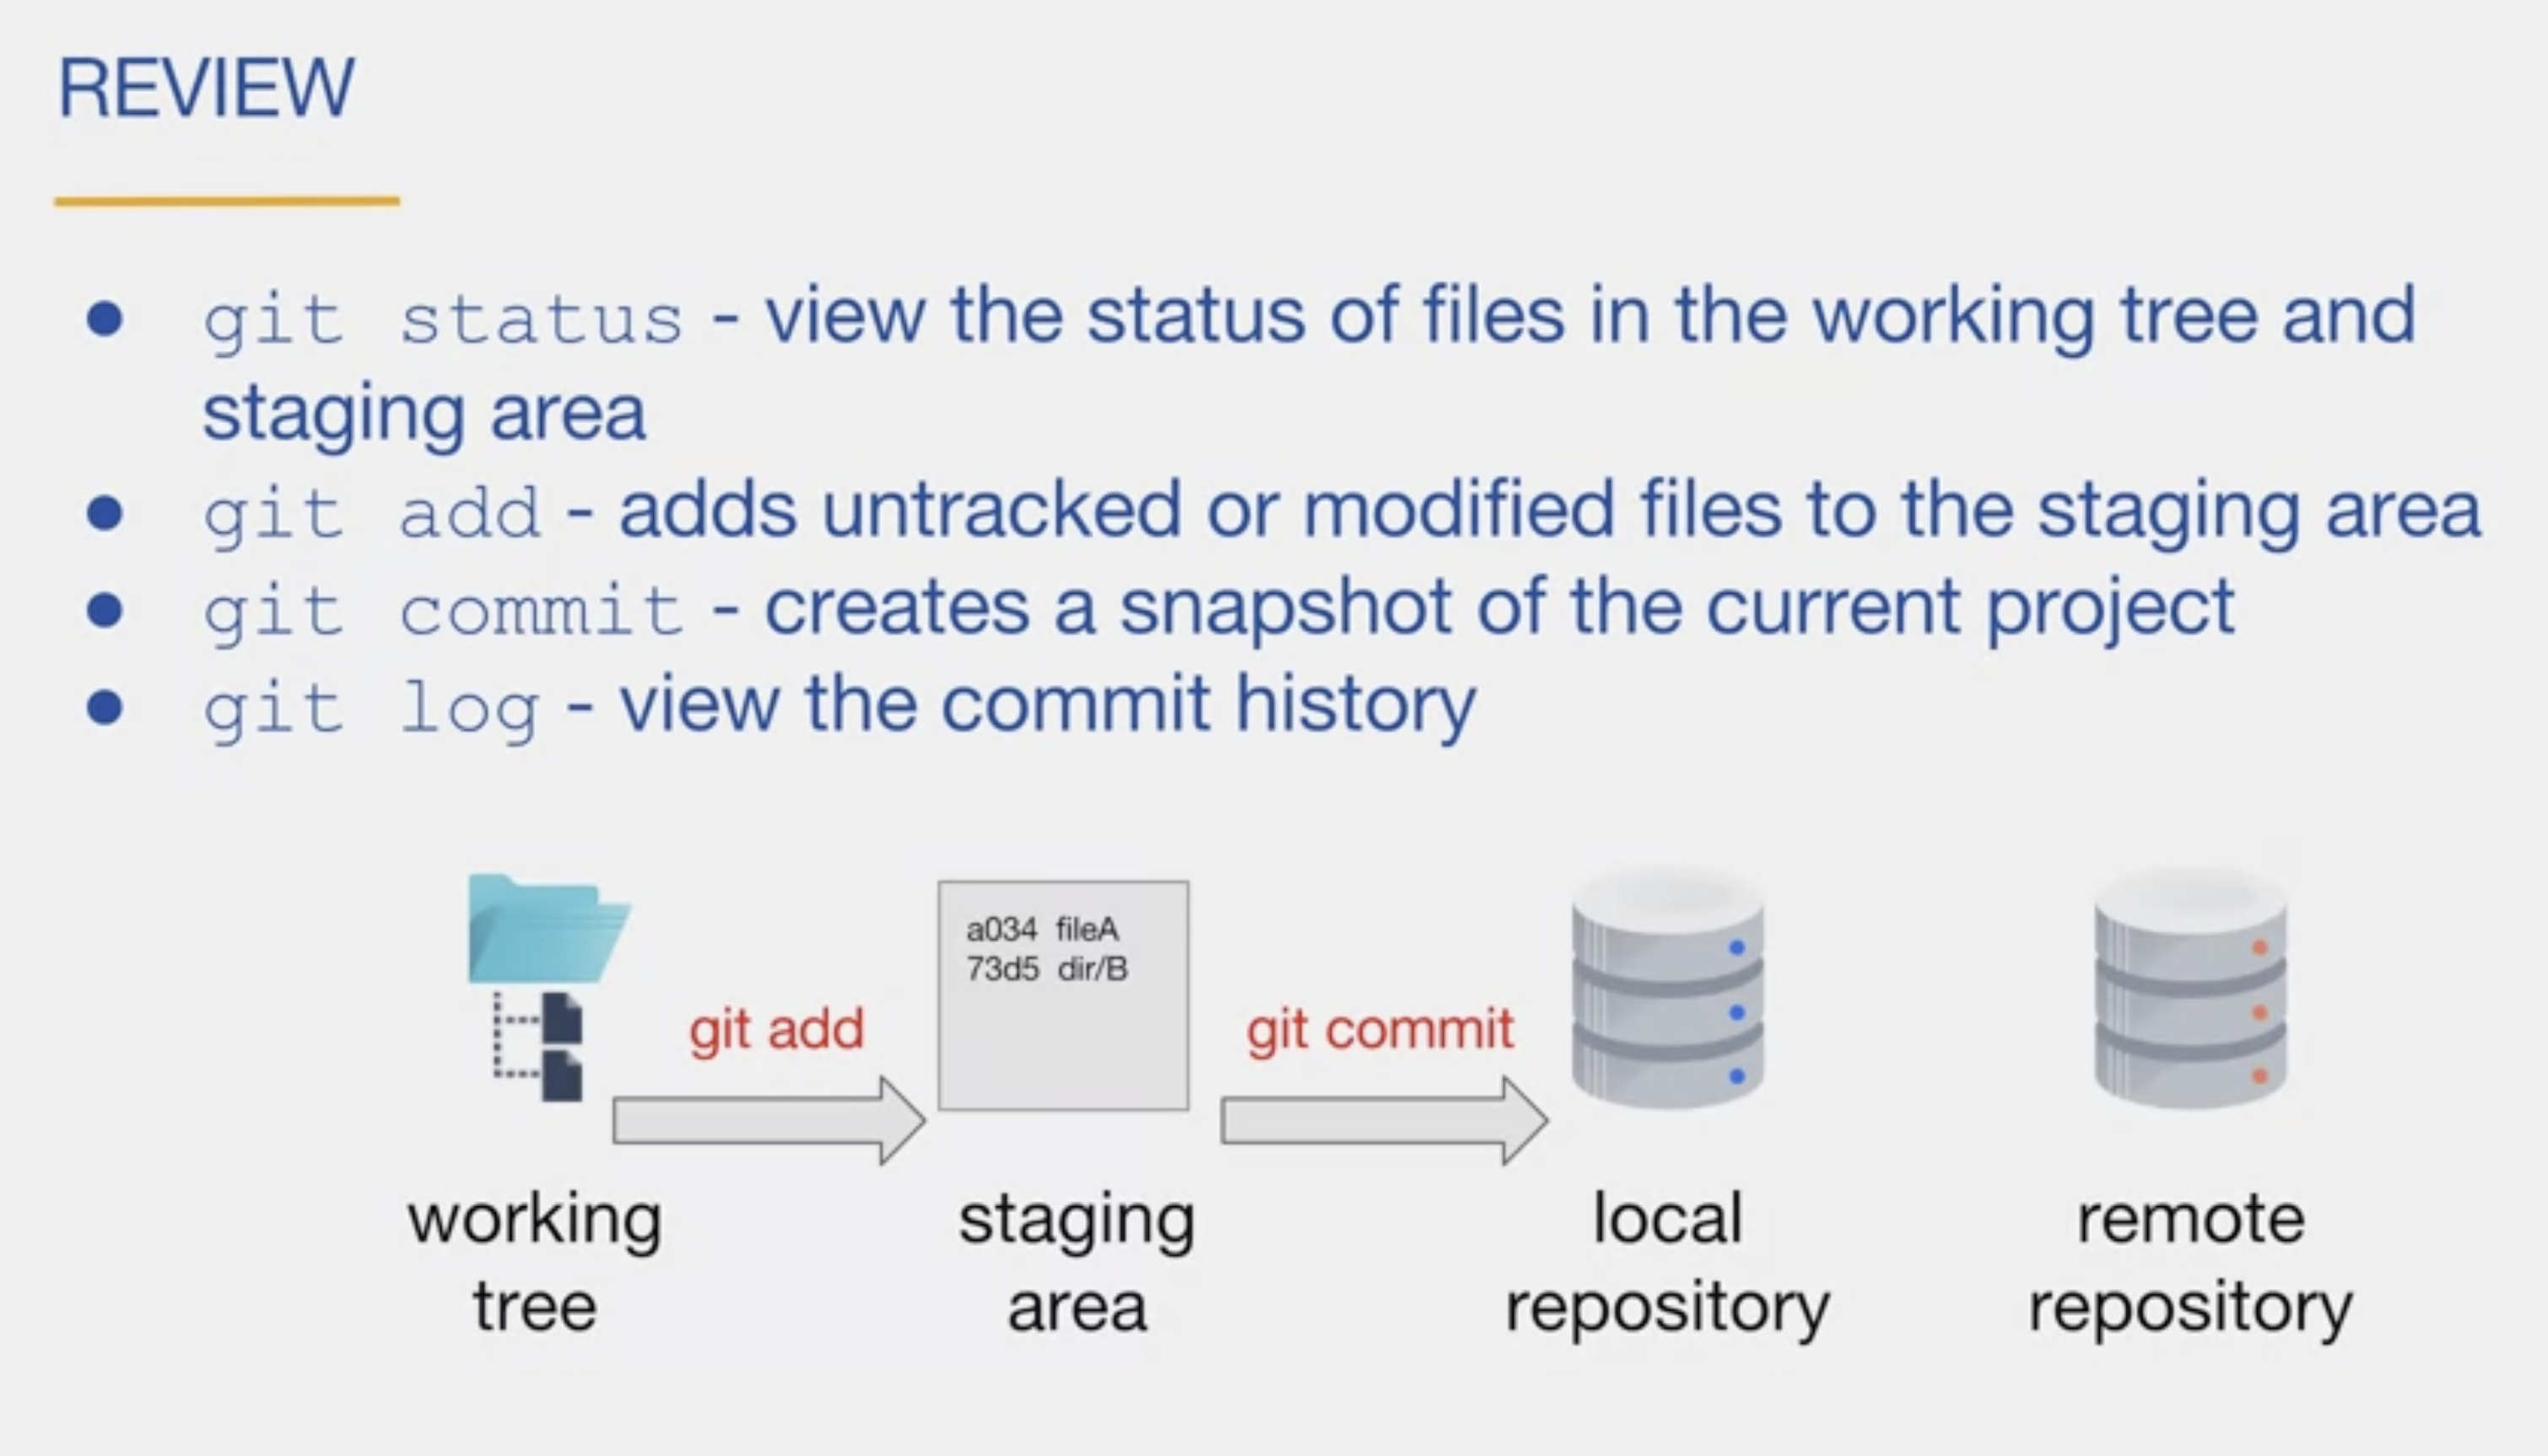 REVIEW
git status - view the status of files in the working tree and
staging area
git add - adds untracked or modified files to the staging area
git commit - creates a snapshot of the current project
git log - view the commit history
a034 fileA
73d5 dir/B
git add
git commit
working
tree
staging
area
local
repository
remote
repository